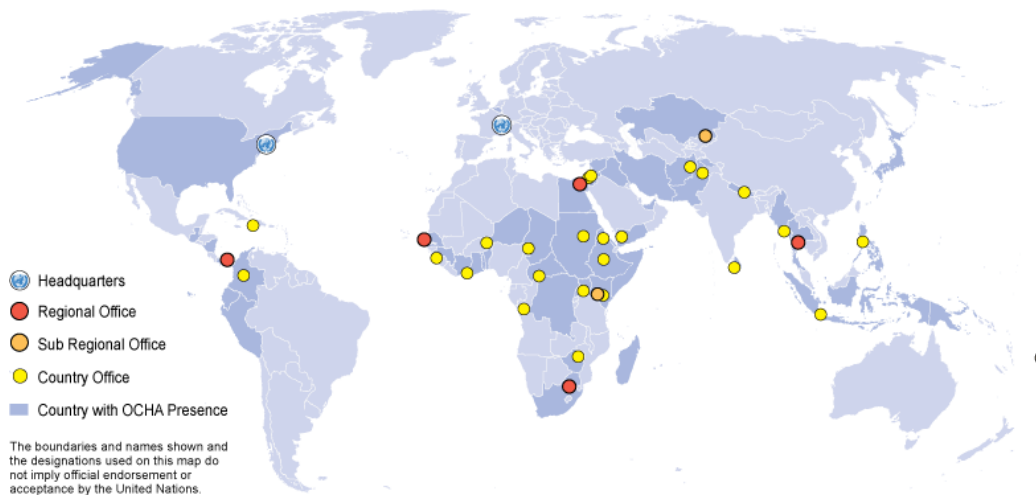 Headquarters
Regional Office
Sub Regional Office
Country Office
Country with OCHA Presence
The boundaries and names shown and
the designations used on this map do
not imply official endorsement or
acceptance by the United Nations.